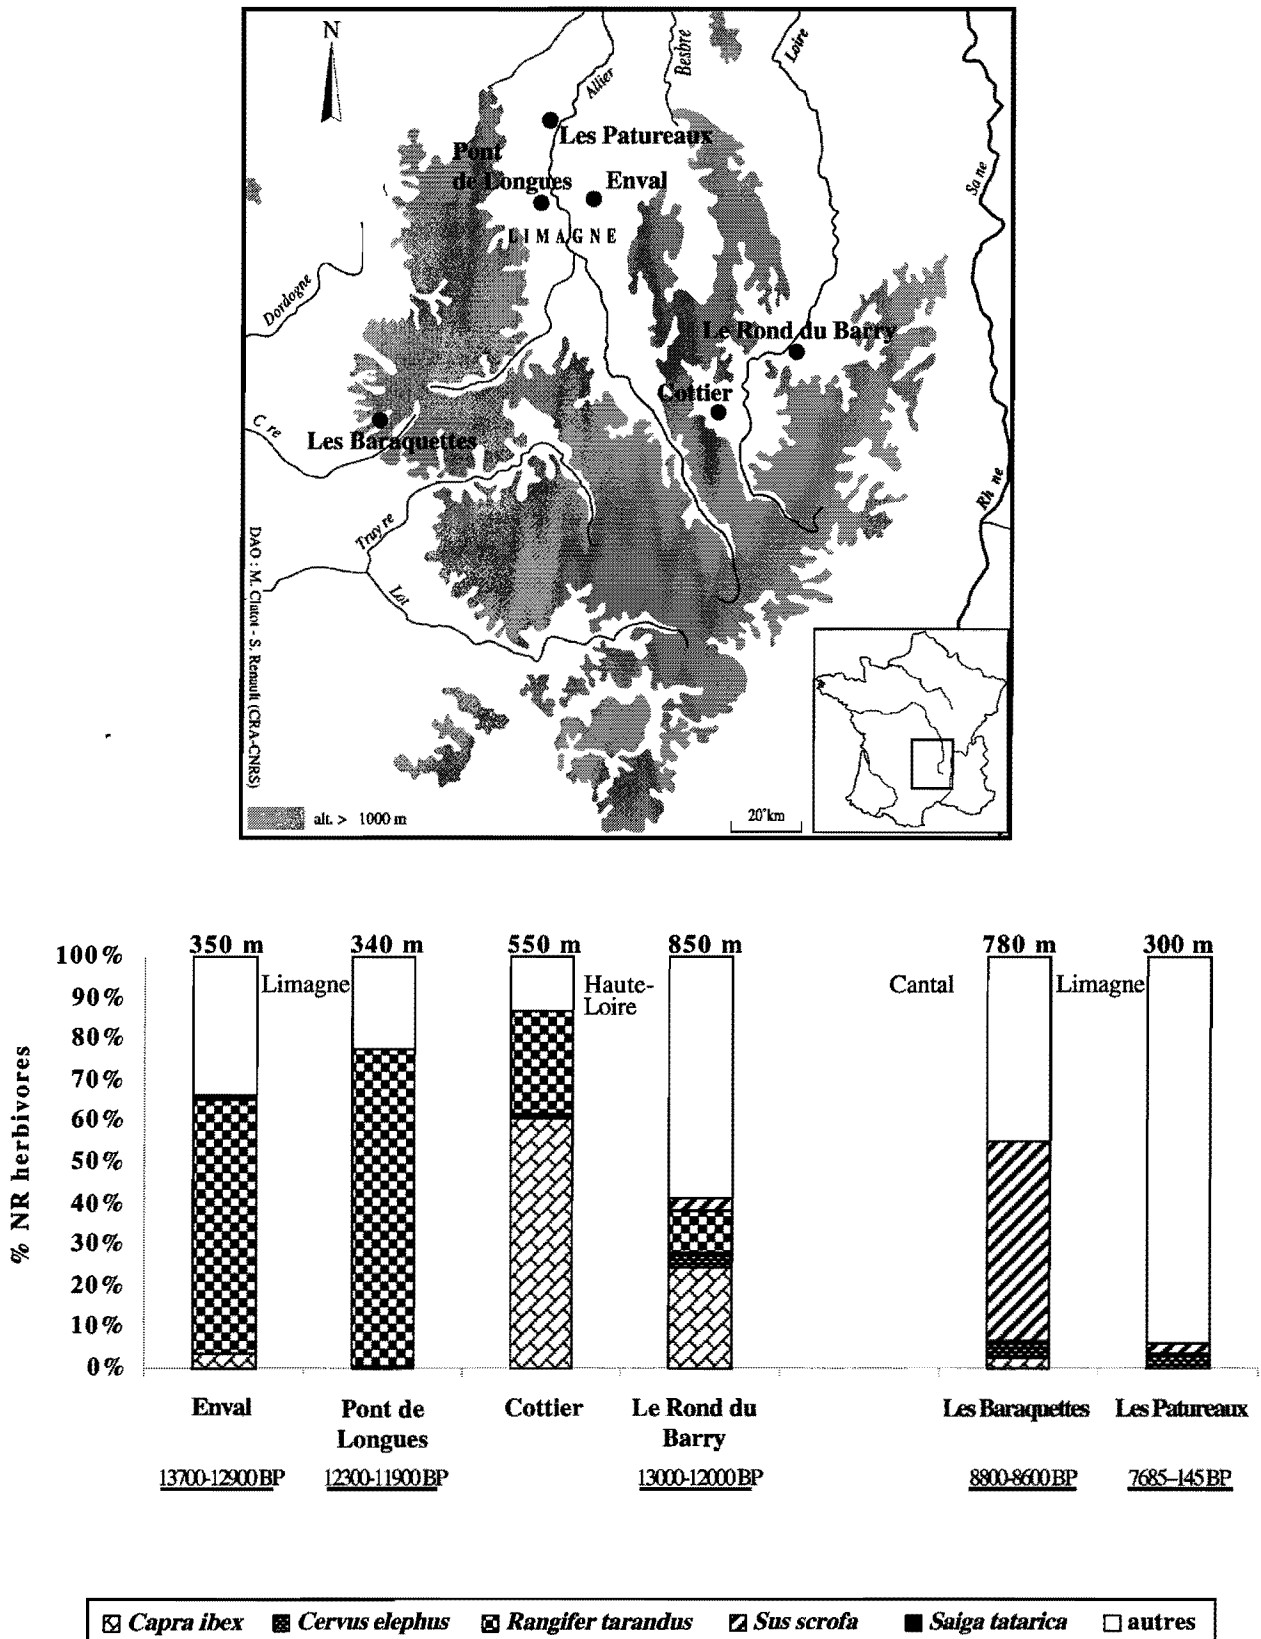 N
Allier
Besbre
Loire
Les Patureaux
Pont
de Longues
Enval
LIMAGNE
Sa ne
Dordogne
Le Rond du Barry
Cottier
C re
Les Baraquettes
Rh ne
Truy re
Lot
DAO : M. Clatot - S. Renault (CRA-CNRS)
alt. > 1000 m
20 km
350 m 340 m 550 m 850 m 780 m 300 m
Limagne Haute-
Loire
Cantal Limagne
100%
90%
80%
70%
60%
50%
40%
30%
20%
10%
0%
% NR herbivores
Enval Pont de Cottier Le Rond du Les Baraquettes Les Patureaux
Longues Barry
13700-12900 BP 12300-11900 BP 13000-12000 BP 8800-8600 BP 7685–145 BP
Capra ibex Cervus elephus Rangifer tarandus Sus scrofa Saiga tatarica autres